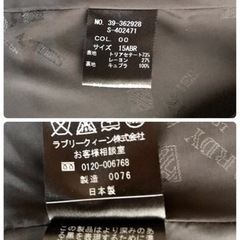 NO. 39-362928
S-402471
COL. 00
サイズ 15ABR
表地 トリアセテート73%
レーヨン 27%
裏地 キュプラ 100%
ラブリークィーン株式会社
お客様相談室
0120-006768
製造 0076
日本製